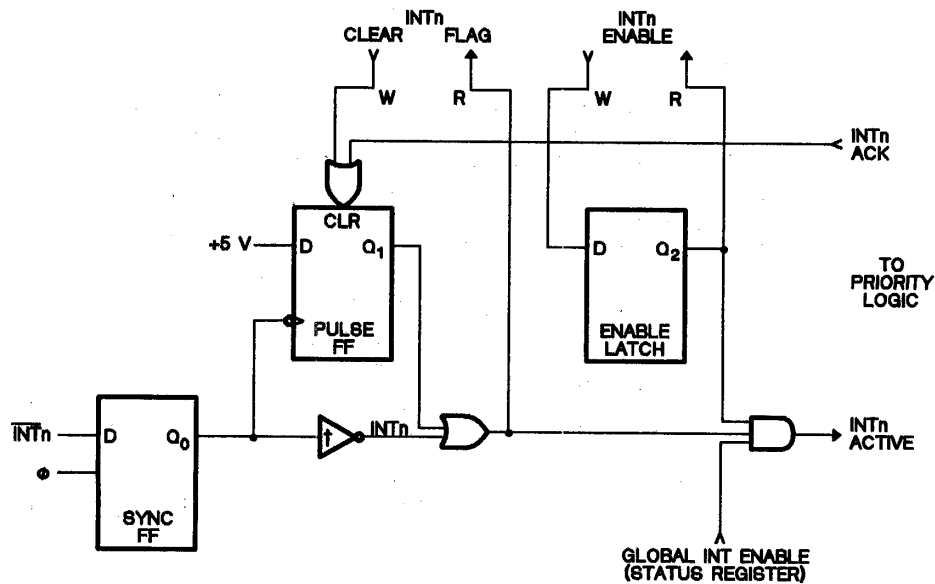 INTn
CLEAR
FLAG
W
R
INTn
ENABLE
W
R
INTn
ACK
CLR
+5 V
D
Q₁
PULSE
FF
D
Q₂
ENABLE
LATCH
TO
PRIORITY
LOGIC
I̅N̅T̅n
D
Q₀
φ
SYNC
FF
INTn
INTn
ACTIVE
GLOBAL INT ENABLE
(STATUS REGISTER)